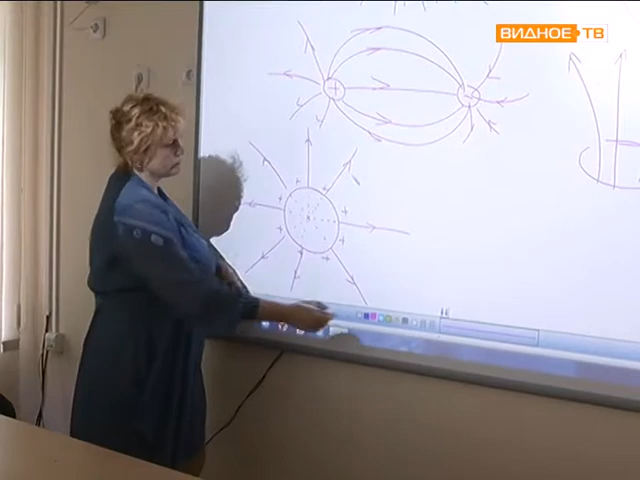 ВИДНОЕ ТВ
+
-
+ + + + + + + + +